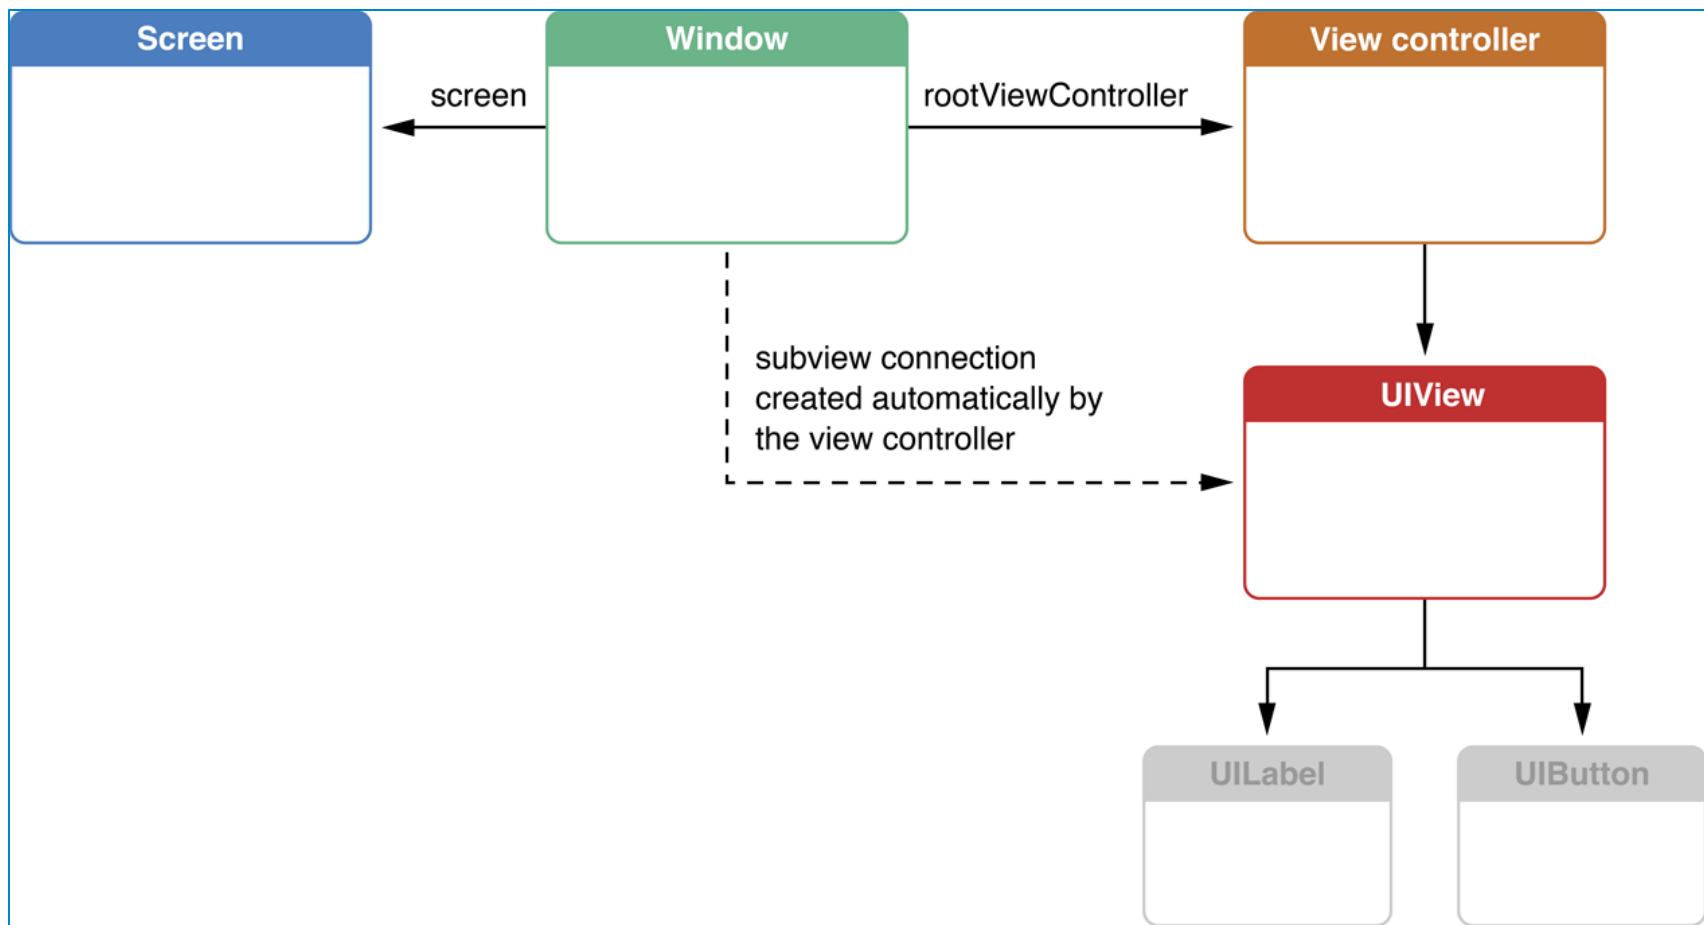 Screen
Window
View controller
screen
rootViewController
subview connection
created automatically by
the view controller
UIView
UILabel
UIButton